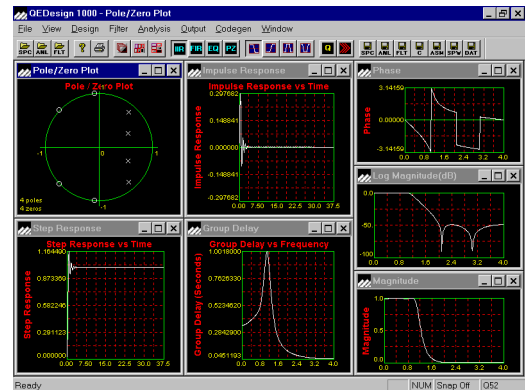 QEDesign 1000 - Pole/Zero Plot
File View Design Filter Analysis Output Codegen Window
SPC ANL FLT ? IIR FIR EQ PZ Q SPC ANL FLT C ASM SPW DAT
Pole/Zero Plot
Pole / Zero Plot
1
-1
1
-1
4 poles
4 zeros
Impulse Response
Impulse Response vs Time
Impulse Response
0.297682
0.148841
0.000000
-0.148841
-0.297682
0.00 7.5 15.0 22.5 30.0 37.5
Phase
Phase
3.14159
0.00000
-3.14159
0.0 0.8 1.6 2.4 3.2 4.0
Log Magnitude(dB)
0.0
-50
-100
0.0 0.8 1.6 2.4 3.2 4.0
Step Response
Step Response vs Time
Step Response
1.164490
0.873369
0.582246
0.291123
0.000000
0.00 7.5 15.0 22.5 30.0 37.5
Group Delay
Group Delay vs Frequency
Group Delay (Seconds)
1.0018000
0.7626330
0.5234620
0.2842900
0.0451193
0.0 0.8 1.6 2.4 3.2 4.0
Magnitude
Magnitude
1.0
0.5
0.0
0.0 0.8 1.6 2.4 3.2 4.0
Ready
NUM Snap Off Q52